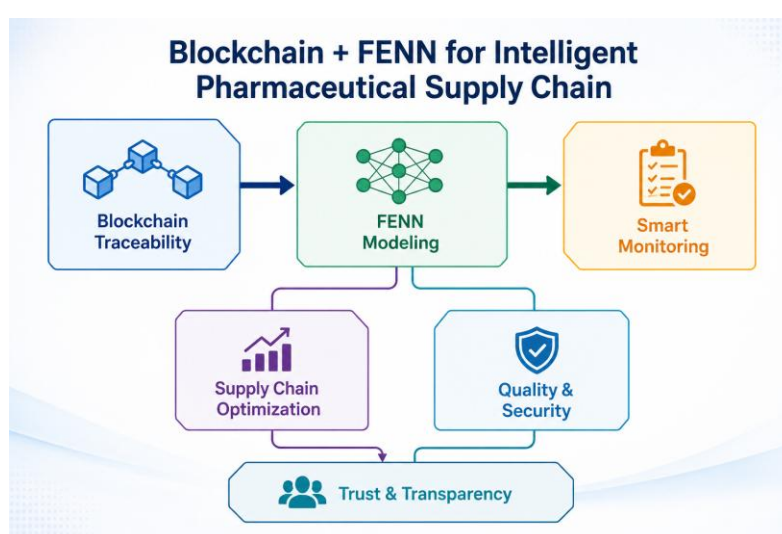 Blockchain + FENN for Intelligent
Pharmaceutical Supply Chain
Blockchain
Traceability
FENN
Modeling
Smart
Monitoring
Supply Chain
Optimization
Quality &
Security
Trust & Transparency